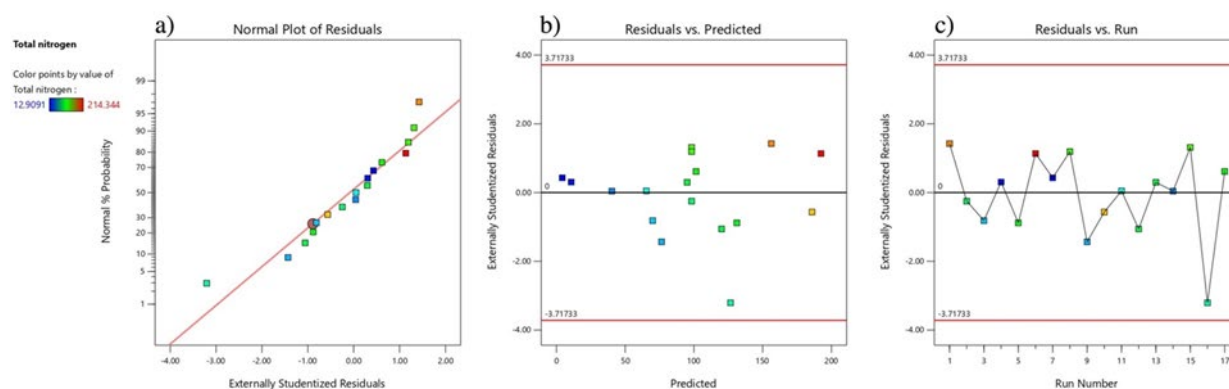 Total nitrogen
Color points by value of
Total nitrogen :
12.9091 214.344
a)
Normal Plot of Residuals
Normal % Probability
99
95
90
80
70
50
30
20
10
5
1
-4.00 -3.00 -2.00 -1.00 0.00 1.00 2.00
Externally Studentized Residuals
b)
Residuals vs. Predicted
Externally Studentized Residuals
4.00
3.71733
2.00
0.00
0
-2.00
-3.71733
-4.00
0 50 100 150 200
Predicted
c)
Residuals vs. Run
Externally Studentized Residuals
4.00
3.71733
2.00
0.00
0
-2.00
-3.71733
-4.00
1 3 5 7 9 11 13 15 17
Run Number